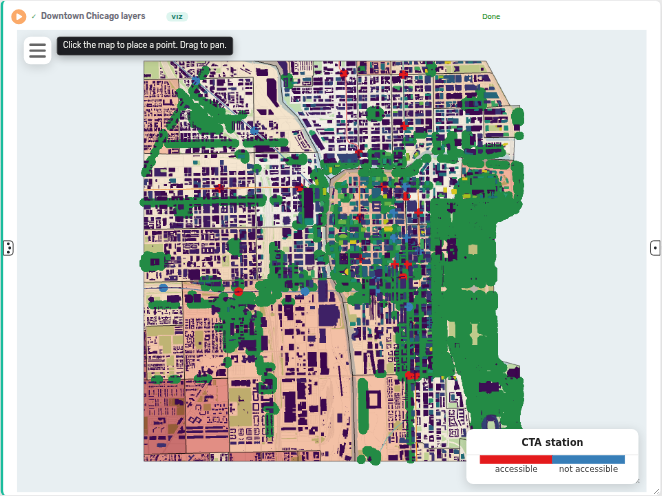 Downtown Chicago layers
VIZ
Done
Click the map to place a point. Drag to pan.
CTA station
accessible
not accessible